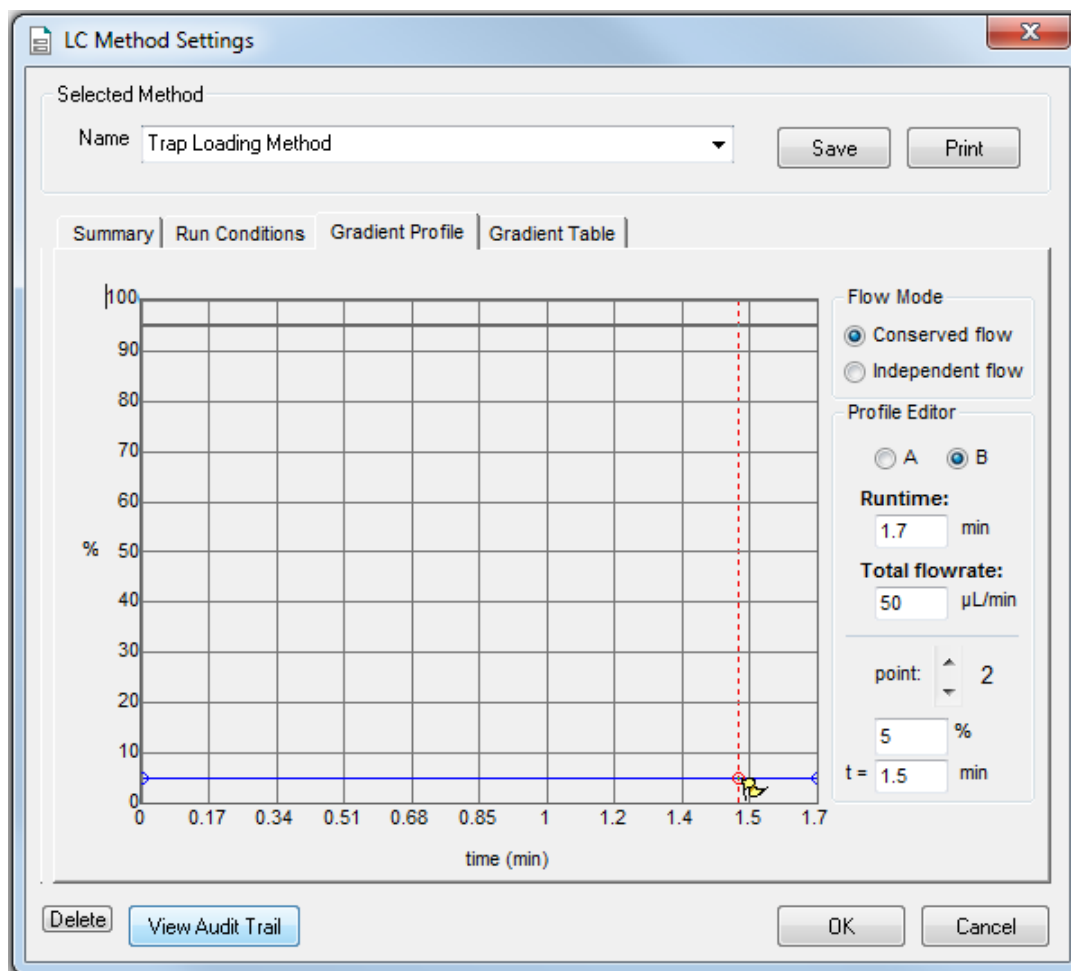 LC Method Settings
Selected Method
Name Trap Loading Method Save Print
Summary Run Conditions Gradient Profile Gradient Table
100
90
80
70
60
% 50
40
30
20
10
0
0 0.17 0.34 0.51 0.68 0.85 1 1.2 1.4 1.5 1.7
time (min)
Flow Mode
Conserved flow
Independent flow
Profile Editor
A B
Runtime:
1.7 min
Total flowrate:
50 µL/min
point: 2
5 %
t = 1.5 min
Delete View Audit Trail OK Cancel